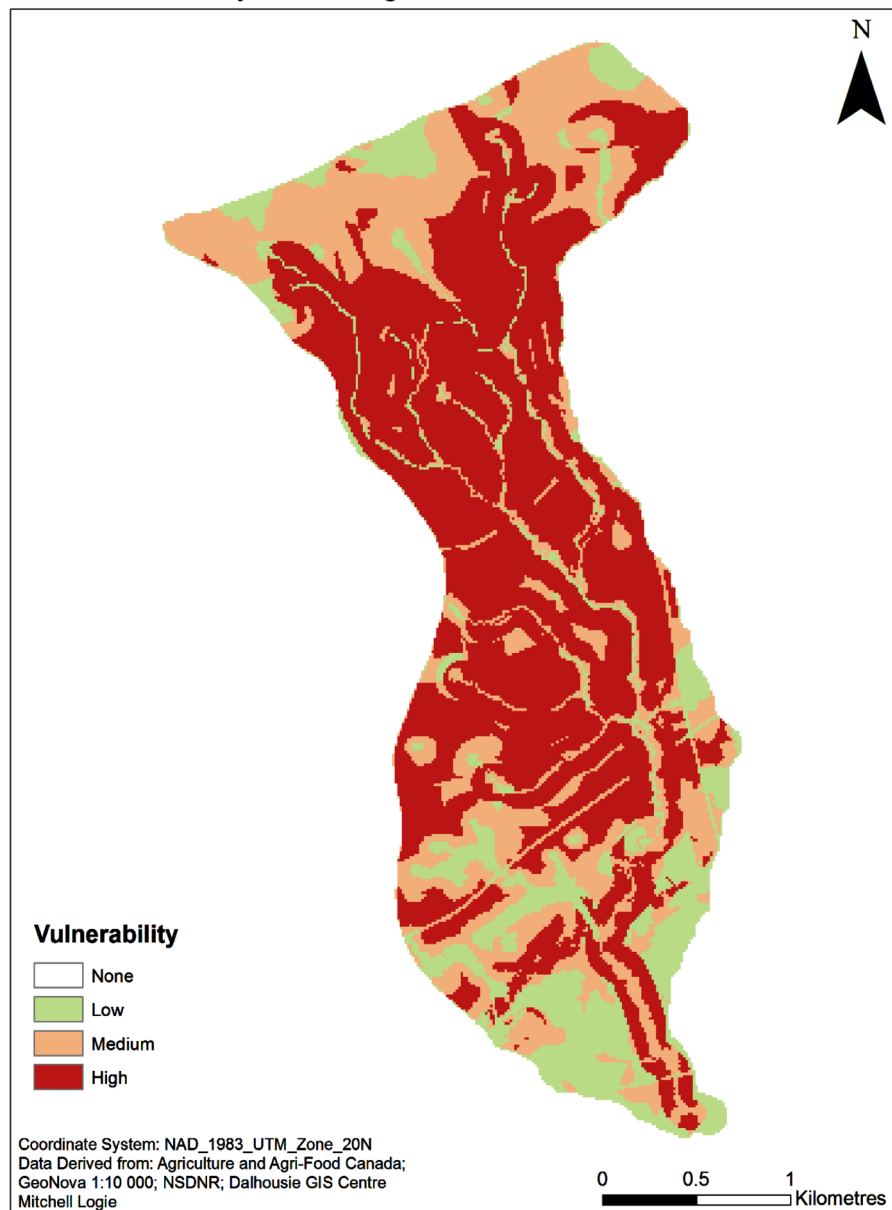 N
Vulnerability
None
Low
Medium
High
Coordinate System: NAD_1983_UTM_Zone_20N
Data Derived from: Agriculture and Agri-Food Canada;
GeoNova 1:10 000; NSDNR; Dalhousie GIS Centre
Mitchell Logie
0 0.5 1
Kilometres